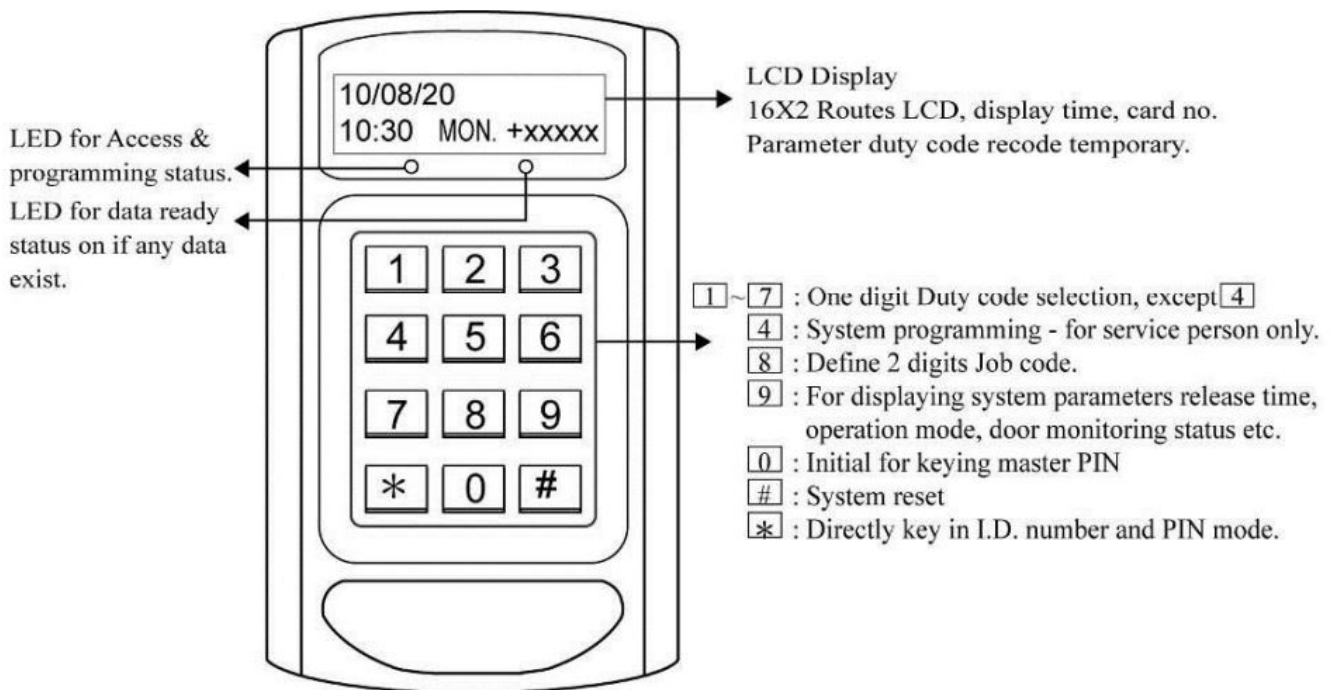 10/08/20
10:30 MON. +xxxxx
LCD Display
16X2 Routes LCD, display time, card no.
Parameter duty code recode temporary.
LED for Access &
programming status.
LED for data ready
status on if any data
exist.
1 2 3
4 5 6
7 8 9
* 0 #
1 ~ 7 : One digit Duty code selection, except 4
4 : System programming - for service person only.
8 : Define 2 digits Job code.
9 : For displaying system parameters release time,
operation mode, door monitoring status etc.
0 : Initial for keying master PIN
# : System reset
* : Directly key in I.D. number and PIN mode.